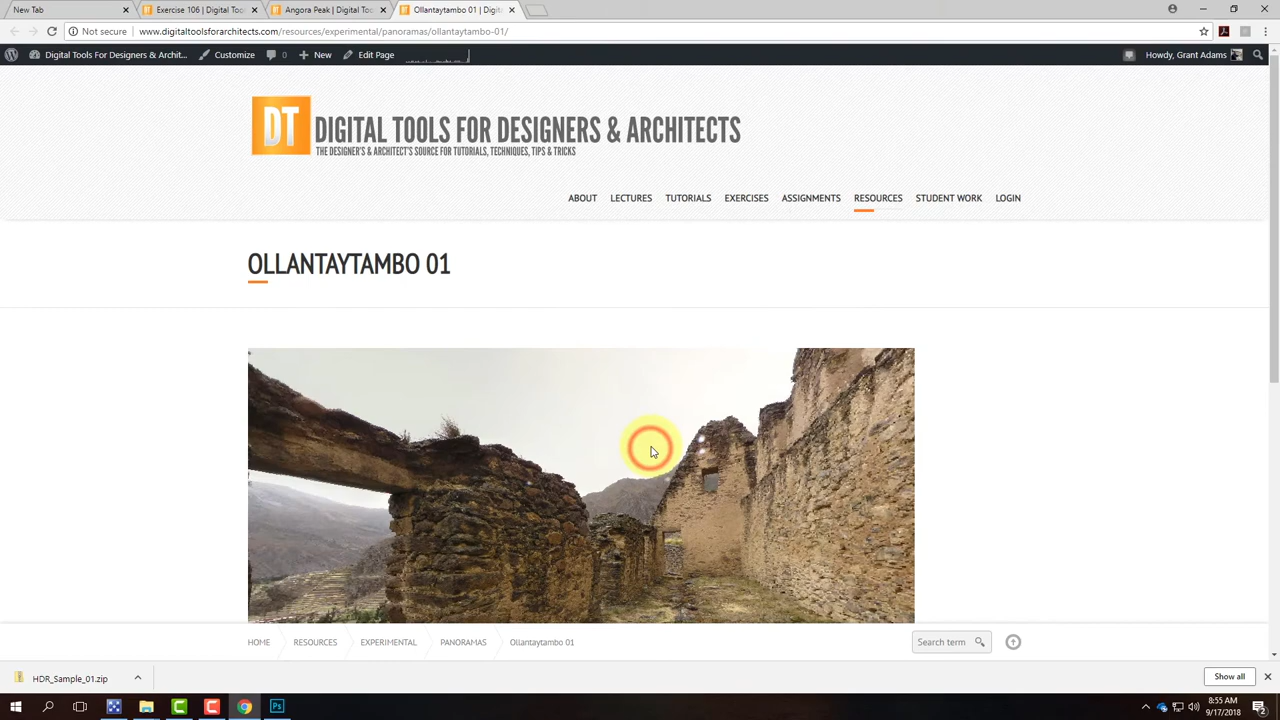 New Tab
Exercise 106 | Digital Tool
Angora Peak | Digital Too
Ollantaytambo 01 | Digit
Not secure
www.digitaltoolsforarchitects.com/resources/experimental/panoramas/ollantaytambo-01/
Digital Tools For Designers & Archit...
Customize
0
New
Edit Page
Howdy, Grant Adams
DT
DIGITAL TOOLS FOR DESIGNERS & ARCHITECTS
THE DESIGNER'S & ARCHITECT'S SOURCE FOR TUTORIALS, TECHNIQUES, TIPS & TRICKS
ABOUT
LECTURES
TUTORIALS
EXERCISES
ASSIGNMENTS
RESOURCES
STUDENT WORK
LOGIN
OLLANTAYTAMBO 01
HOME
RESOURCES
EXPERIMENTAL
PANORAMAS
Ollantaytambo 01
Search term
HDR_Sample_01.zip
Show all
Ps
8:55 AM
9/17/2018
2